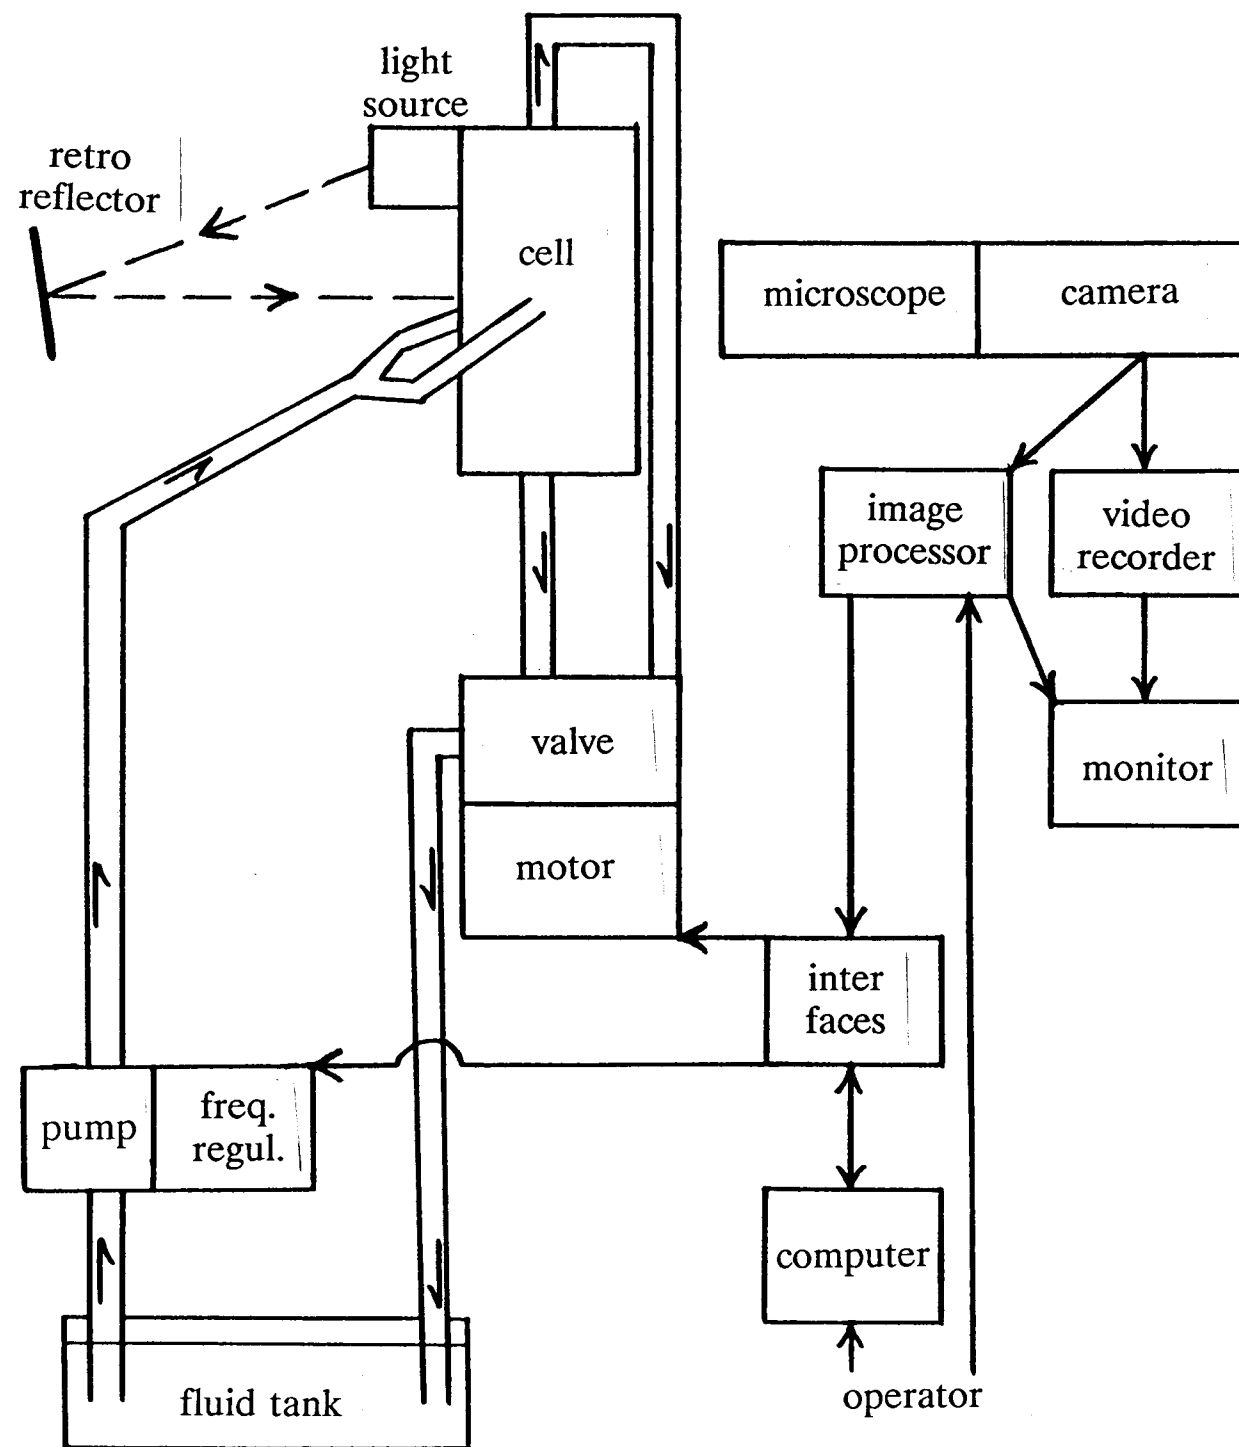 light
source
retro
reflector
cell
microscope
camera
image
processor
video
recorder
valve
monitor
motor
inter
faces
freq.
regul.
pump
computer
operator
fluid tank